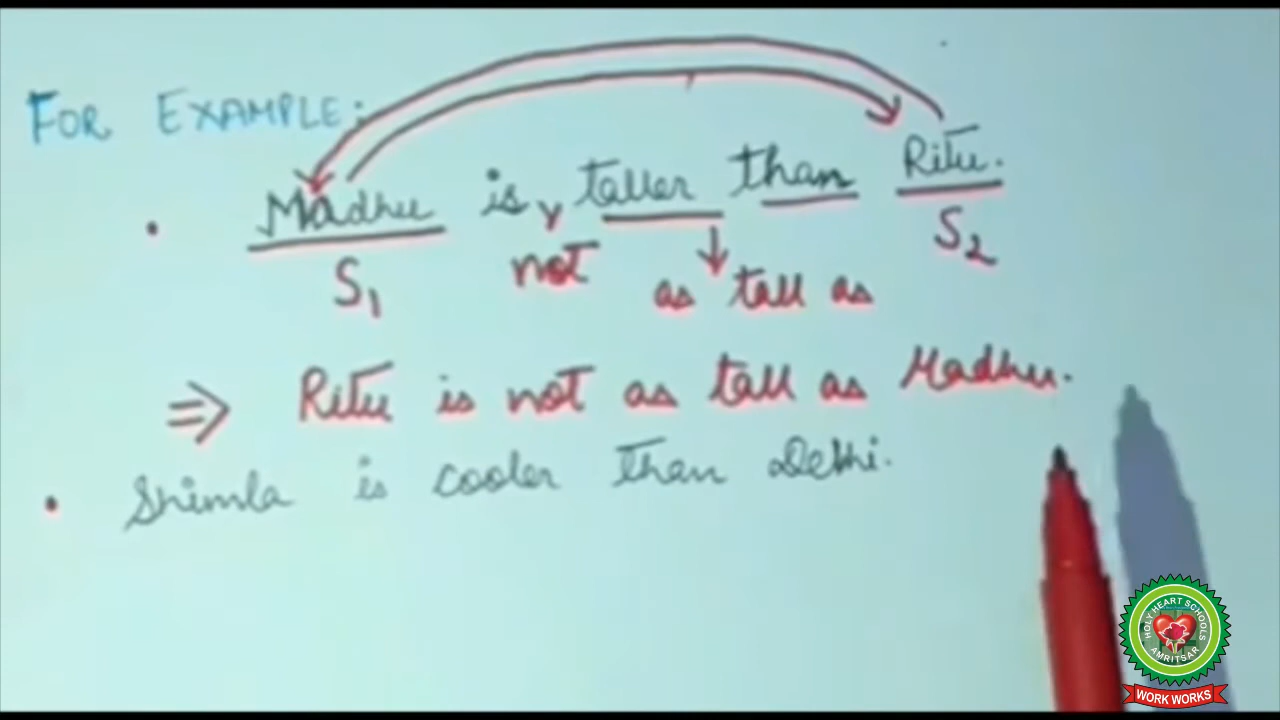 FOR EXAMPLE:
• Madhu is taller than Ritu.
S1 not as tall as S2
⇒ Ritu is not as tall as Madhu.
• Shimla is cooler than Delhi.
HOLY HEART SCHOOLS
AMRITSAR
WORK WORKS